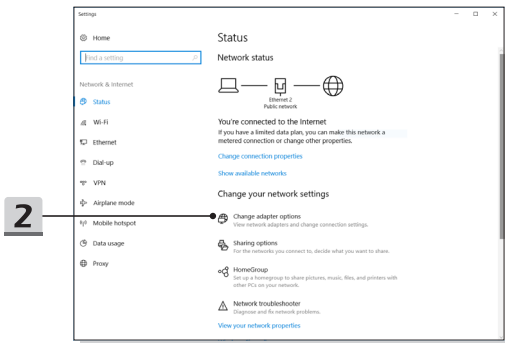 Settings
Home
Find a setting
Network & Internet
Status
Wi-Fi
Ethernet
Dial-up
VPN
Airplane mode
Mobile hotspot
Data usage
Proxy
Status
Network status
Ethernet 2
Public network
You're connected to the Internet
If you have a limited data plan, you can make this network a
metered connection or change other properties.
Change connection properties
Show available networks
Change your network settings
2
Change adapter options
View network adapters and change connection settings.
Sharing options
For the networks you connect to, decide what you want to share.
HomeGroup
Set up a homegroup to share pictures, music, files, and printers with
other PCs on your network.
Network troubleshooter
Diagnose and fix network problems.
View your network properties